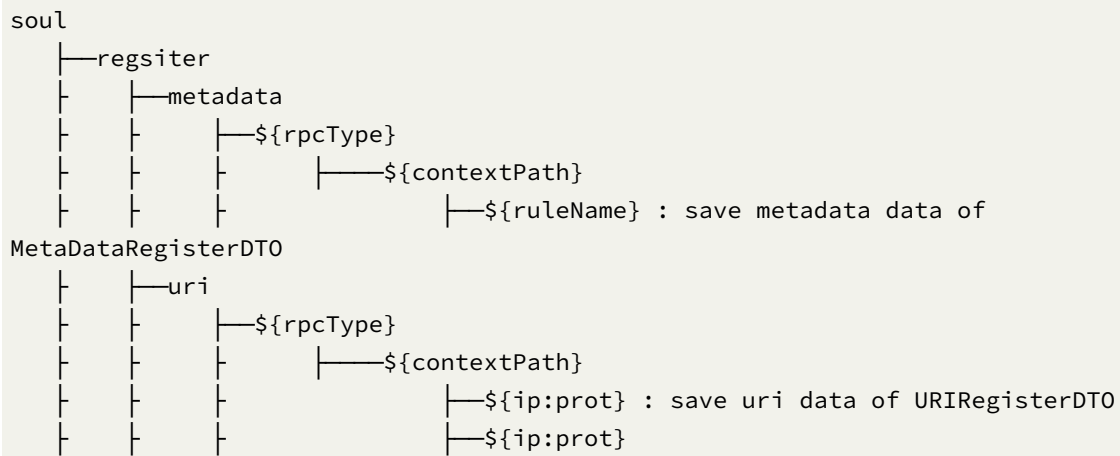 soul
   ├──regsiter
   ├    ├──metadata
   ├    ├     ├──${rpcType}
   ├    ├     ├      ├────${contextPath}
   ├    ├     ├               ├──${ruleName} : save metadata data of
MetaDataRegisterDTO
   ├    ├──uri
   ├    ├     ├──${rpcType}
   ├    ├     ├      ├────${contextPath}
   ├    ├     ├               ├──${ip:prot} : save uri data of URIRegisterDTO
   ├    ├     ├               ├──${ip:prot}